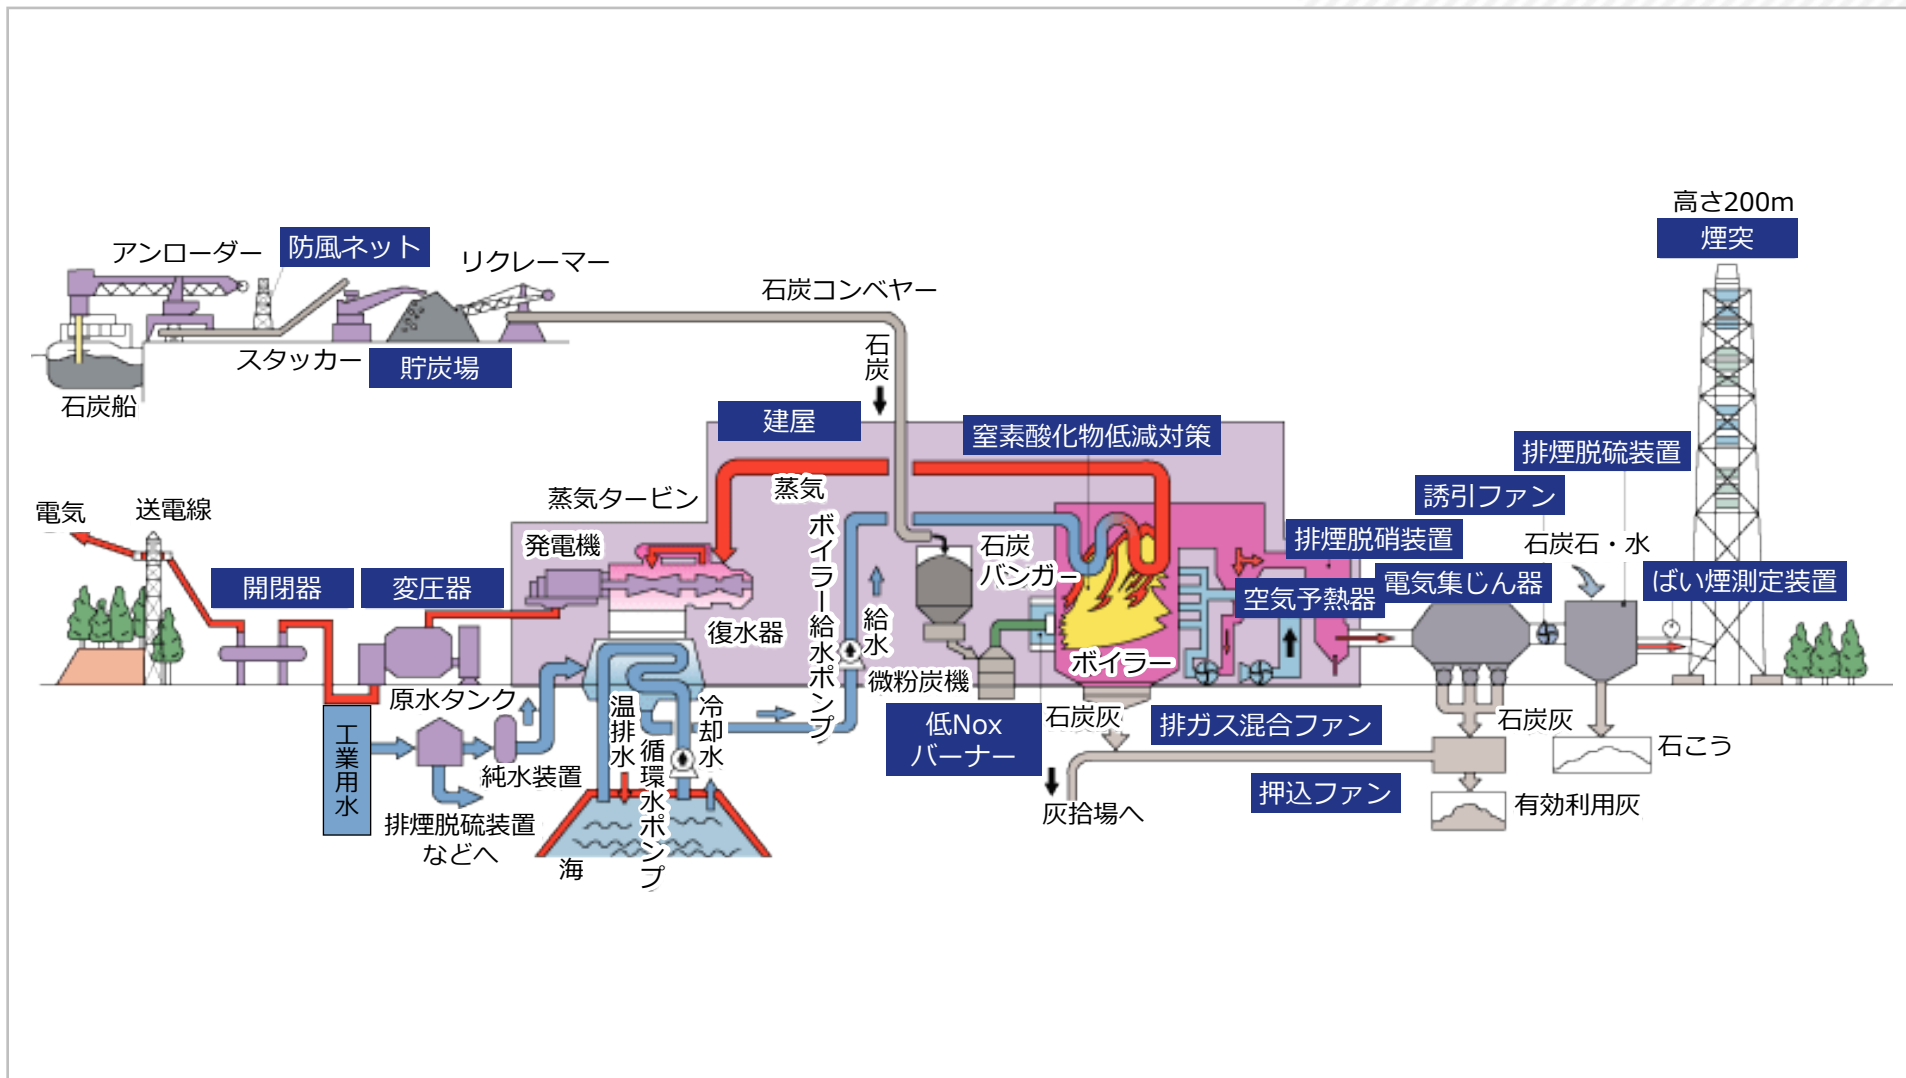 高さ200m
煙突
アンローダー
防風ネット
リクレーマー
石炭コンベヤー
スタッカー
貯炭場
石炭
石炭船
建屋
窒素酸化物低減対策
排煙脱硫装置
蒸気タービン
蒸気
誘引ファン
電気
送電線
発電機
ボイラー給水ポンプ
石炭
バンガー
排煙脱硝装置
石炭石・水
開閉器
変圧器
電気集じん器
ばい煙測定装置
空気予熱器
復水器
給水
ボイラー
微粉炭機
原水タンク
温排水
冷却水
低Nox
バーナー
石炭灰
排ガス混合ファン
石炭灰
工業用水
純水装置
循環水ポンプ
石こう
押込ファン
灰捨場へ
有効利用灰
排煙脱硫装置
などへ
海